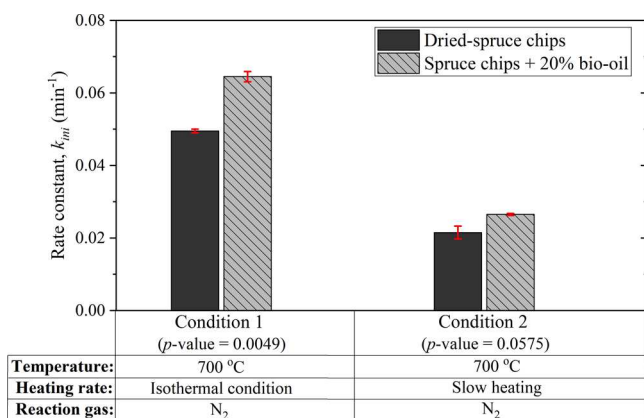 0.08
0.06
0.04
0.02
0.00
Rate constant, kini (min-1)
Dried-spruce chips
Spruce chips + 20% bio-oil
Condition 1
(p-value = 0.0049)
Condition 2
(p-value = 0.0575)
Temperature: 700 °C 700 °C
Heating rate: Isothermal condition Slow heating
Reaction gas: N2 N2